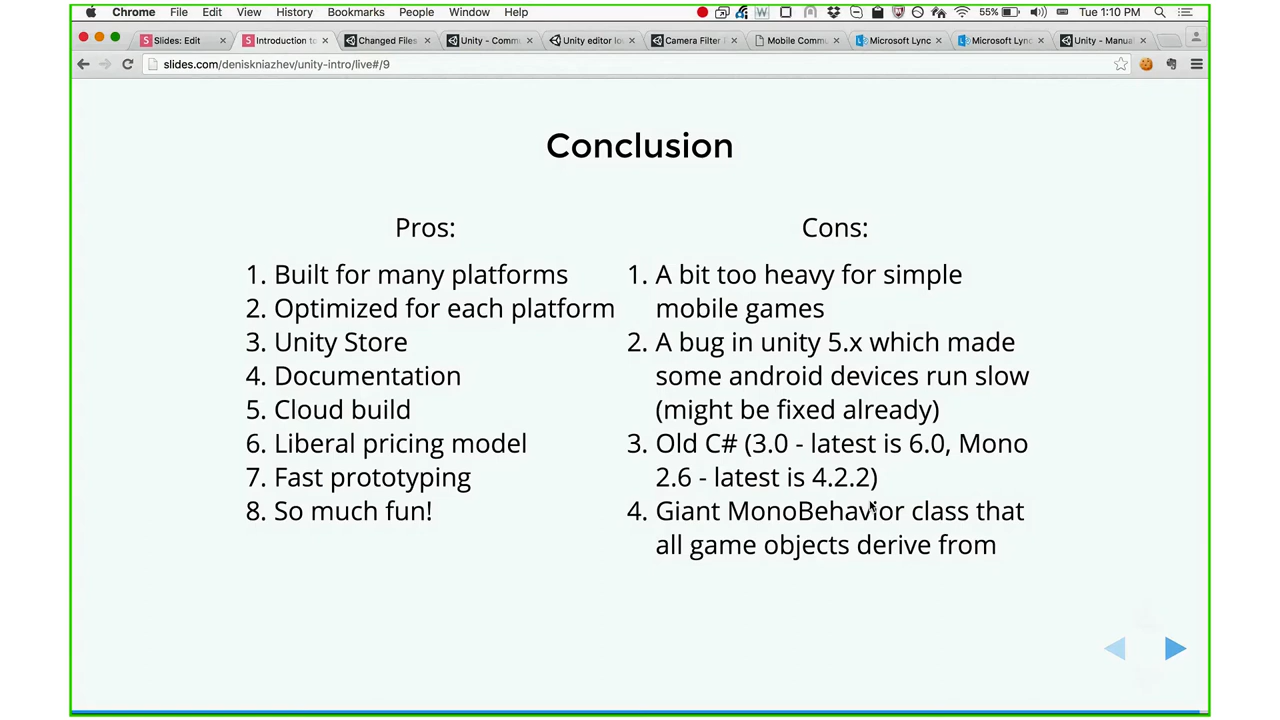 Chrome File Edit View History Bookmarks People Window Help 55% Tue 1:10 PM
Slides: Edit Introduction to Changed Files Unity - Comm Unity editor Camera Filter Mobile Commu Microsoft Lync Microsoft Lync Unity - Manual
slides.com/deniskniazhev/unity-intro/live#/9
Conclusion
Pros:
1. Built for many platforms
2. Optimized for each platform
3. Unity Store
4. Documentation
5. Cloud build
6. Liberal pricing model
7. Fast prototyping
8. So much fun!
Cons:
1. A bit too heavy for simple
mobile games
2. A bug in unity 5.x which made
some android devices run slow
(might be fixed already)
3. Old C# (3.0 - latest is 6.0, Mono
2.6 - latest is 4.2.2)
4. Giant MonoBehavior class that
all game objects derive from